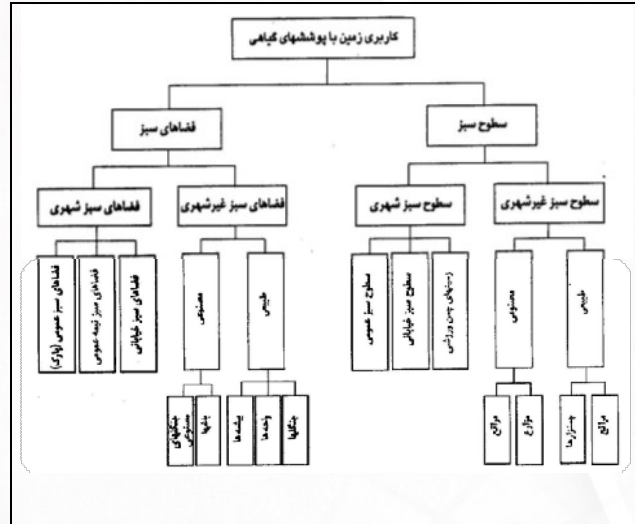 کاربری زمین با پوششهای گیاهی
سطوح سبز
فضاهای سبز
سطوح سبز غیرشهری
سطوح سبز شهری
فضاهای سبز غیرشهری
فضاهای سبز شهری
طبیعی
مصنوعی
زمینهای چمن ورزشی
سطوح سبز خیابانی
سطوح سبز عمومی
طبیعی
مصنوعی
فضاهای سبز خیابانی
فضاهای سبز نیمه عمومی
فضاهای سبز عمومی (پارک)
مراتع
چمنزارها
مزارع
مراتع
جنگلها
واحه‌ها
بیشه‌ها
باغها
جنگلهای
مصنوعی